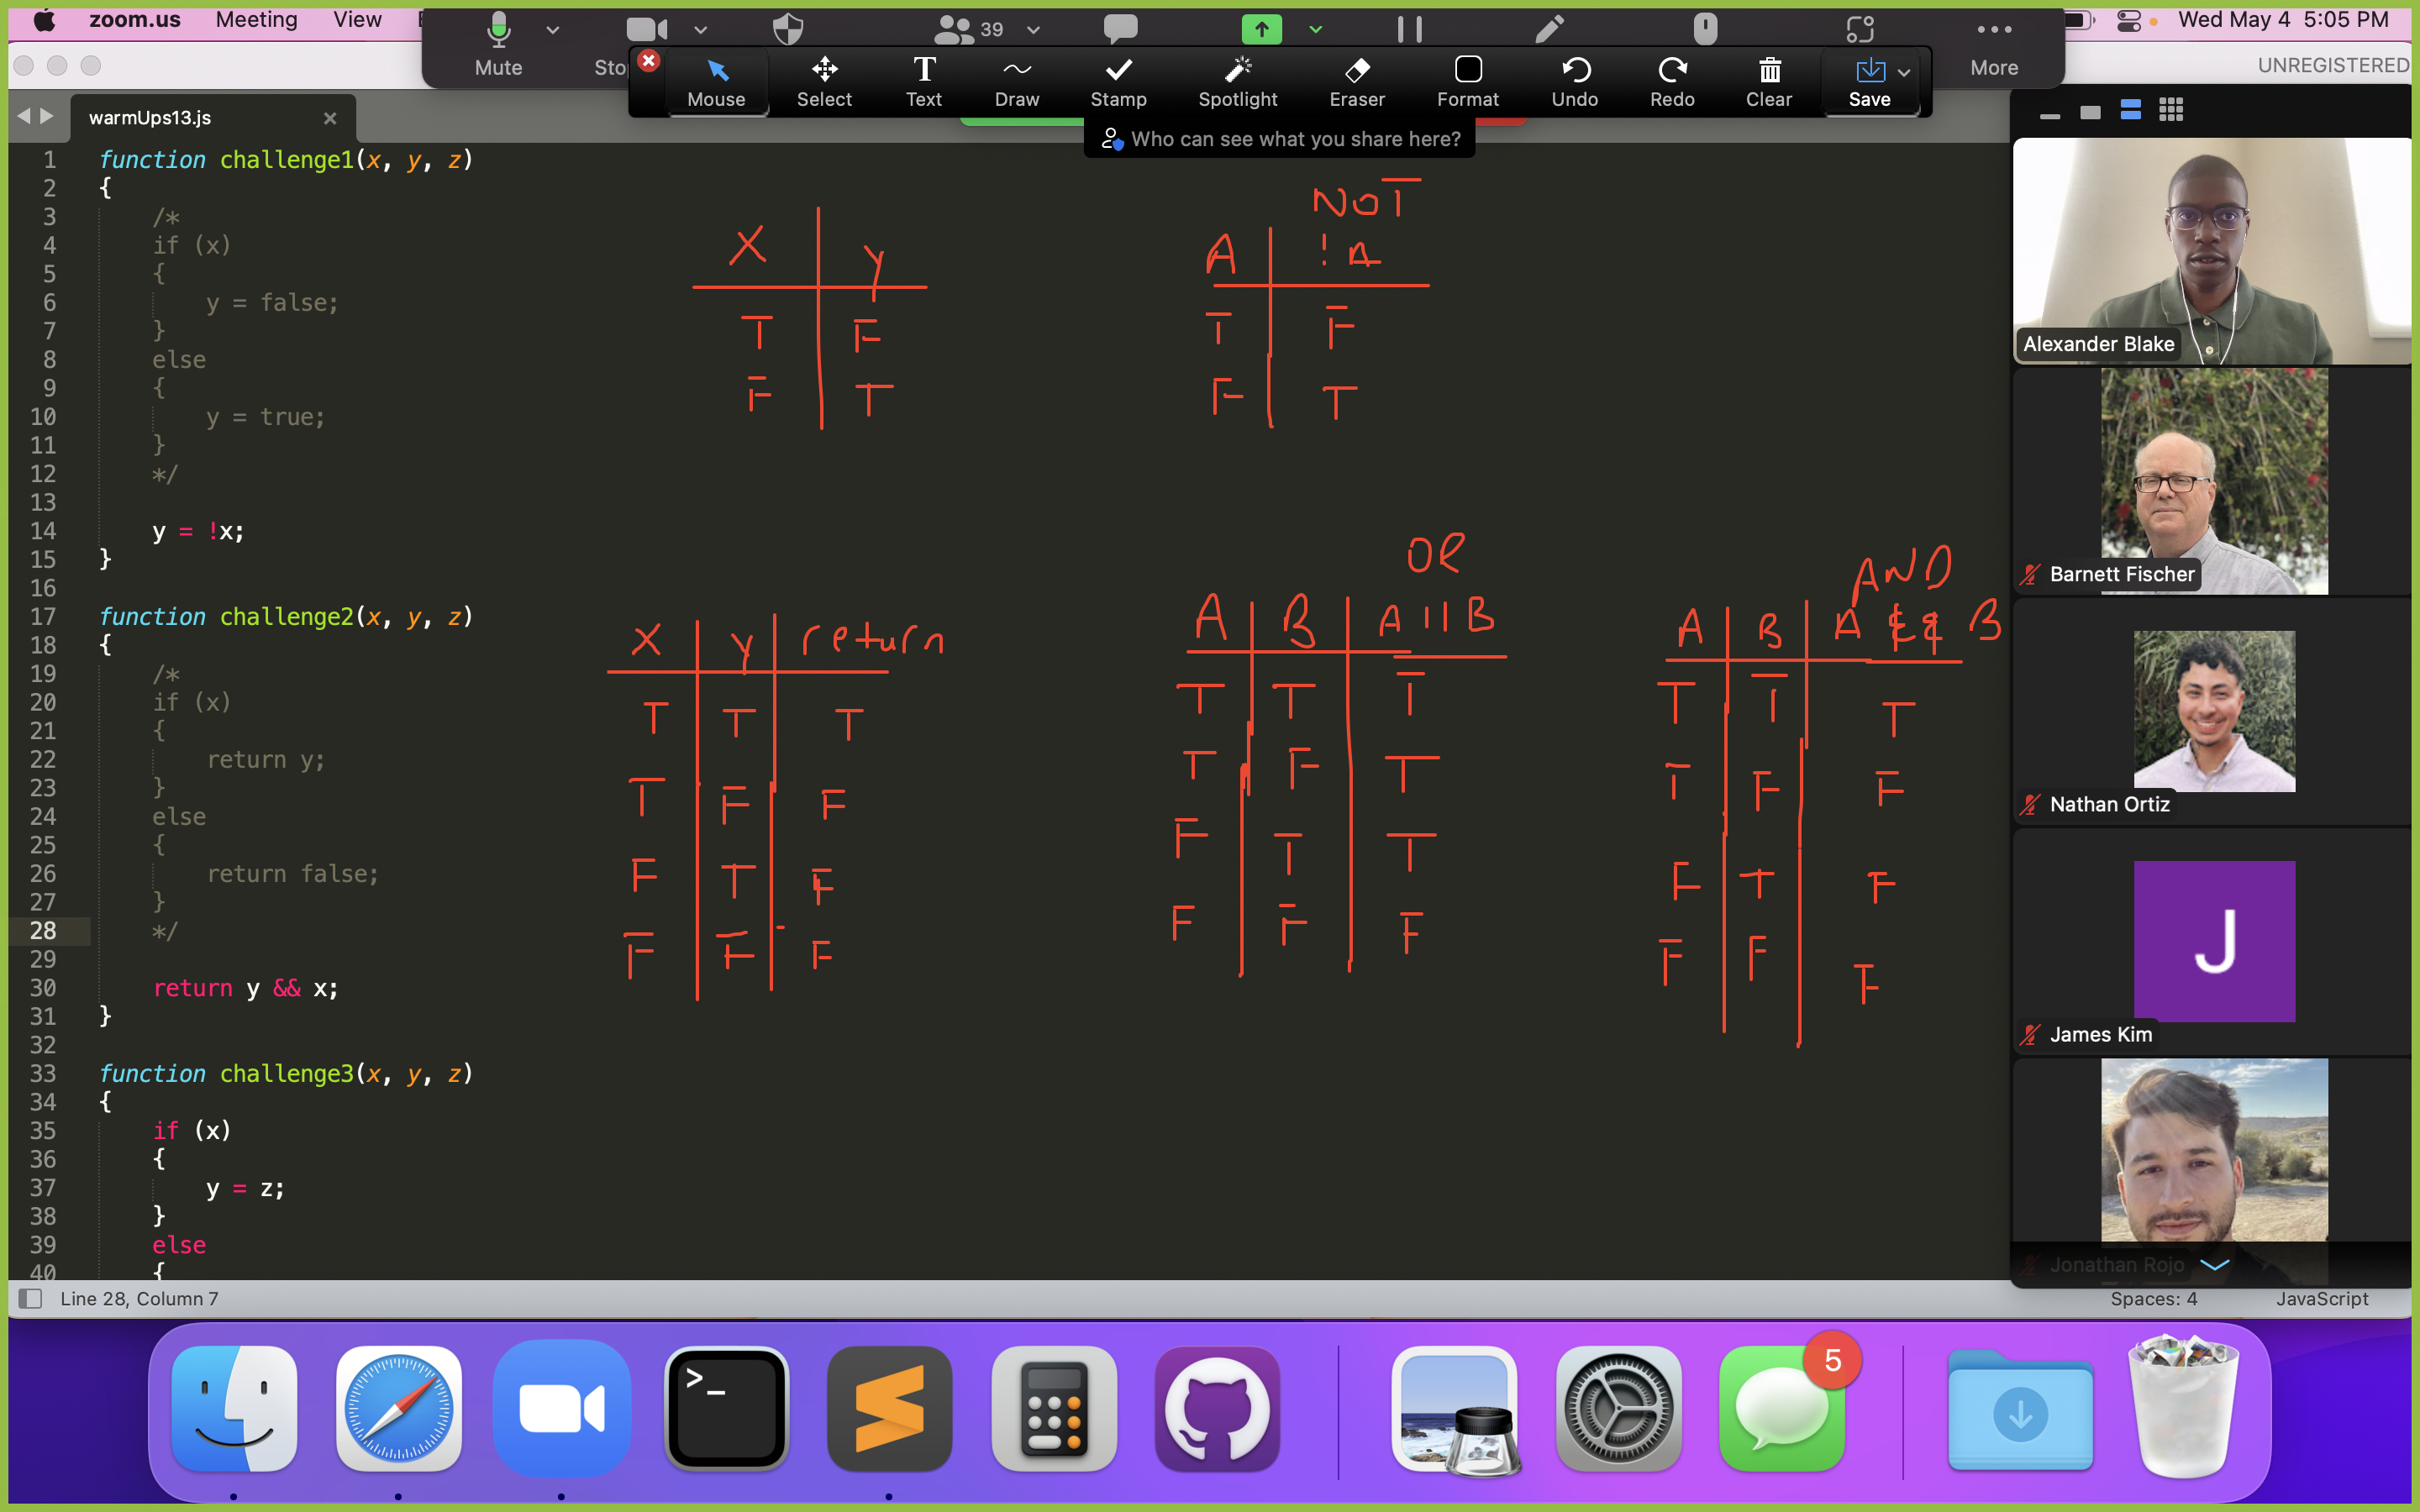 zoom.us Meeting View
Wed May 4 5:05 PM
39
Mute
More
UNREGISTERED
Mouse Select Text Draw Stamp Spotlight Eraser Format Undo Redo Clear Save
Who can see what you share here?
warmUps13.js
1 function challenge1(x, y, z)
2 {
3 /*
4 if (x)
5 {
6 y = false;
7 }
8 else
9 {
10 y = true;
11 }
12 */
13
14 y = !x;
15 }
16
17 function challenge2(x, y, z)
18 {
19 /*
20 if (x)
21 {
22 return y;
23 }
24 else
25 {
26 return false;
27 }
28 */
29
30 return y && x;
31 }
32
33 function challenge3(x, y, z)
34 {
35 if (x)
36 {
37 y = z;
38 }
39 else
40 {
X y
T F
F T
NOT
A !A
T F
F T
X y return
T T T
T F F
F T F
F F F
OR
A B A || B
T T T
T F T
F T T
F F F
AND
A B A && B
T T T
T F F
F T F
F F F
Alexander Blake
Barnett Fischer
Nathan Ortiz
J
James Kim
Jonathan Rojo
Line 28, Column 7
Spaces: 4
JavaScript
>_
5